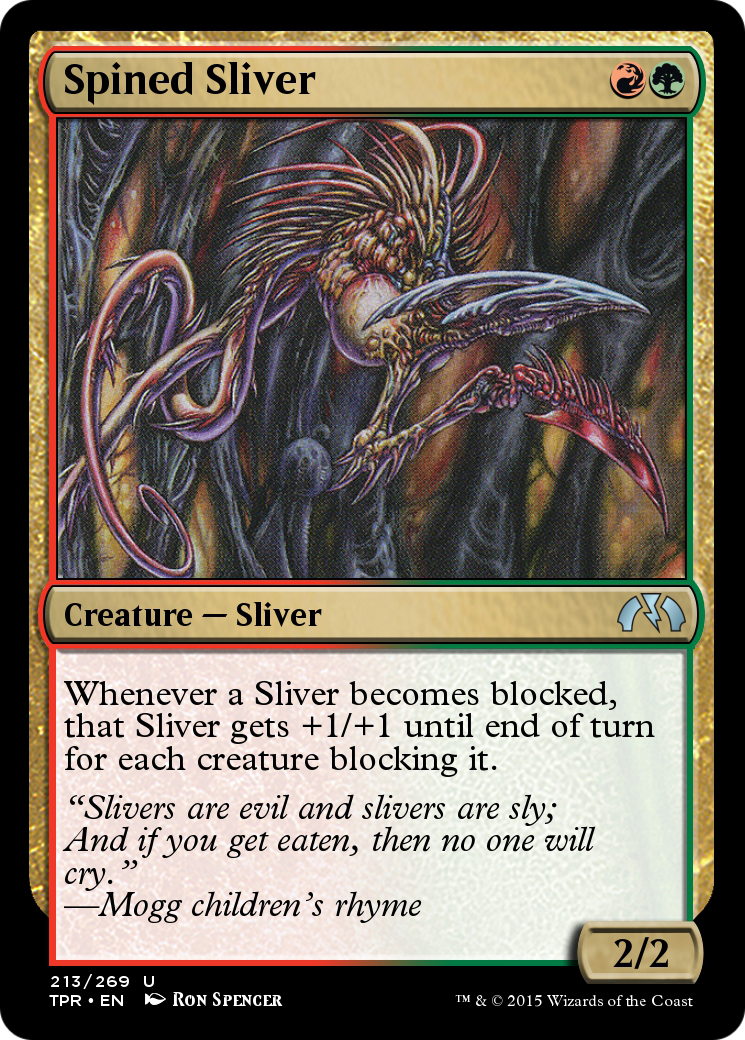 Spined Sliver
Creature — Sliver
Whenever a Sliver becomes blocked,
that Sliver gets +1/+1 until end of turn
for each creature blocking it.
“Slivers are evil and slivers are sly;
And if you get eaten, then no one will
cry.”
—Mogg children’s rhyme
2/2
213/269 U
TPR • EN Ron Spencer
™ & © 2015 Wizards of the Coast